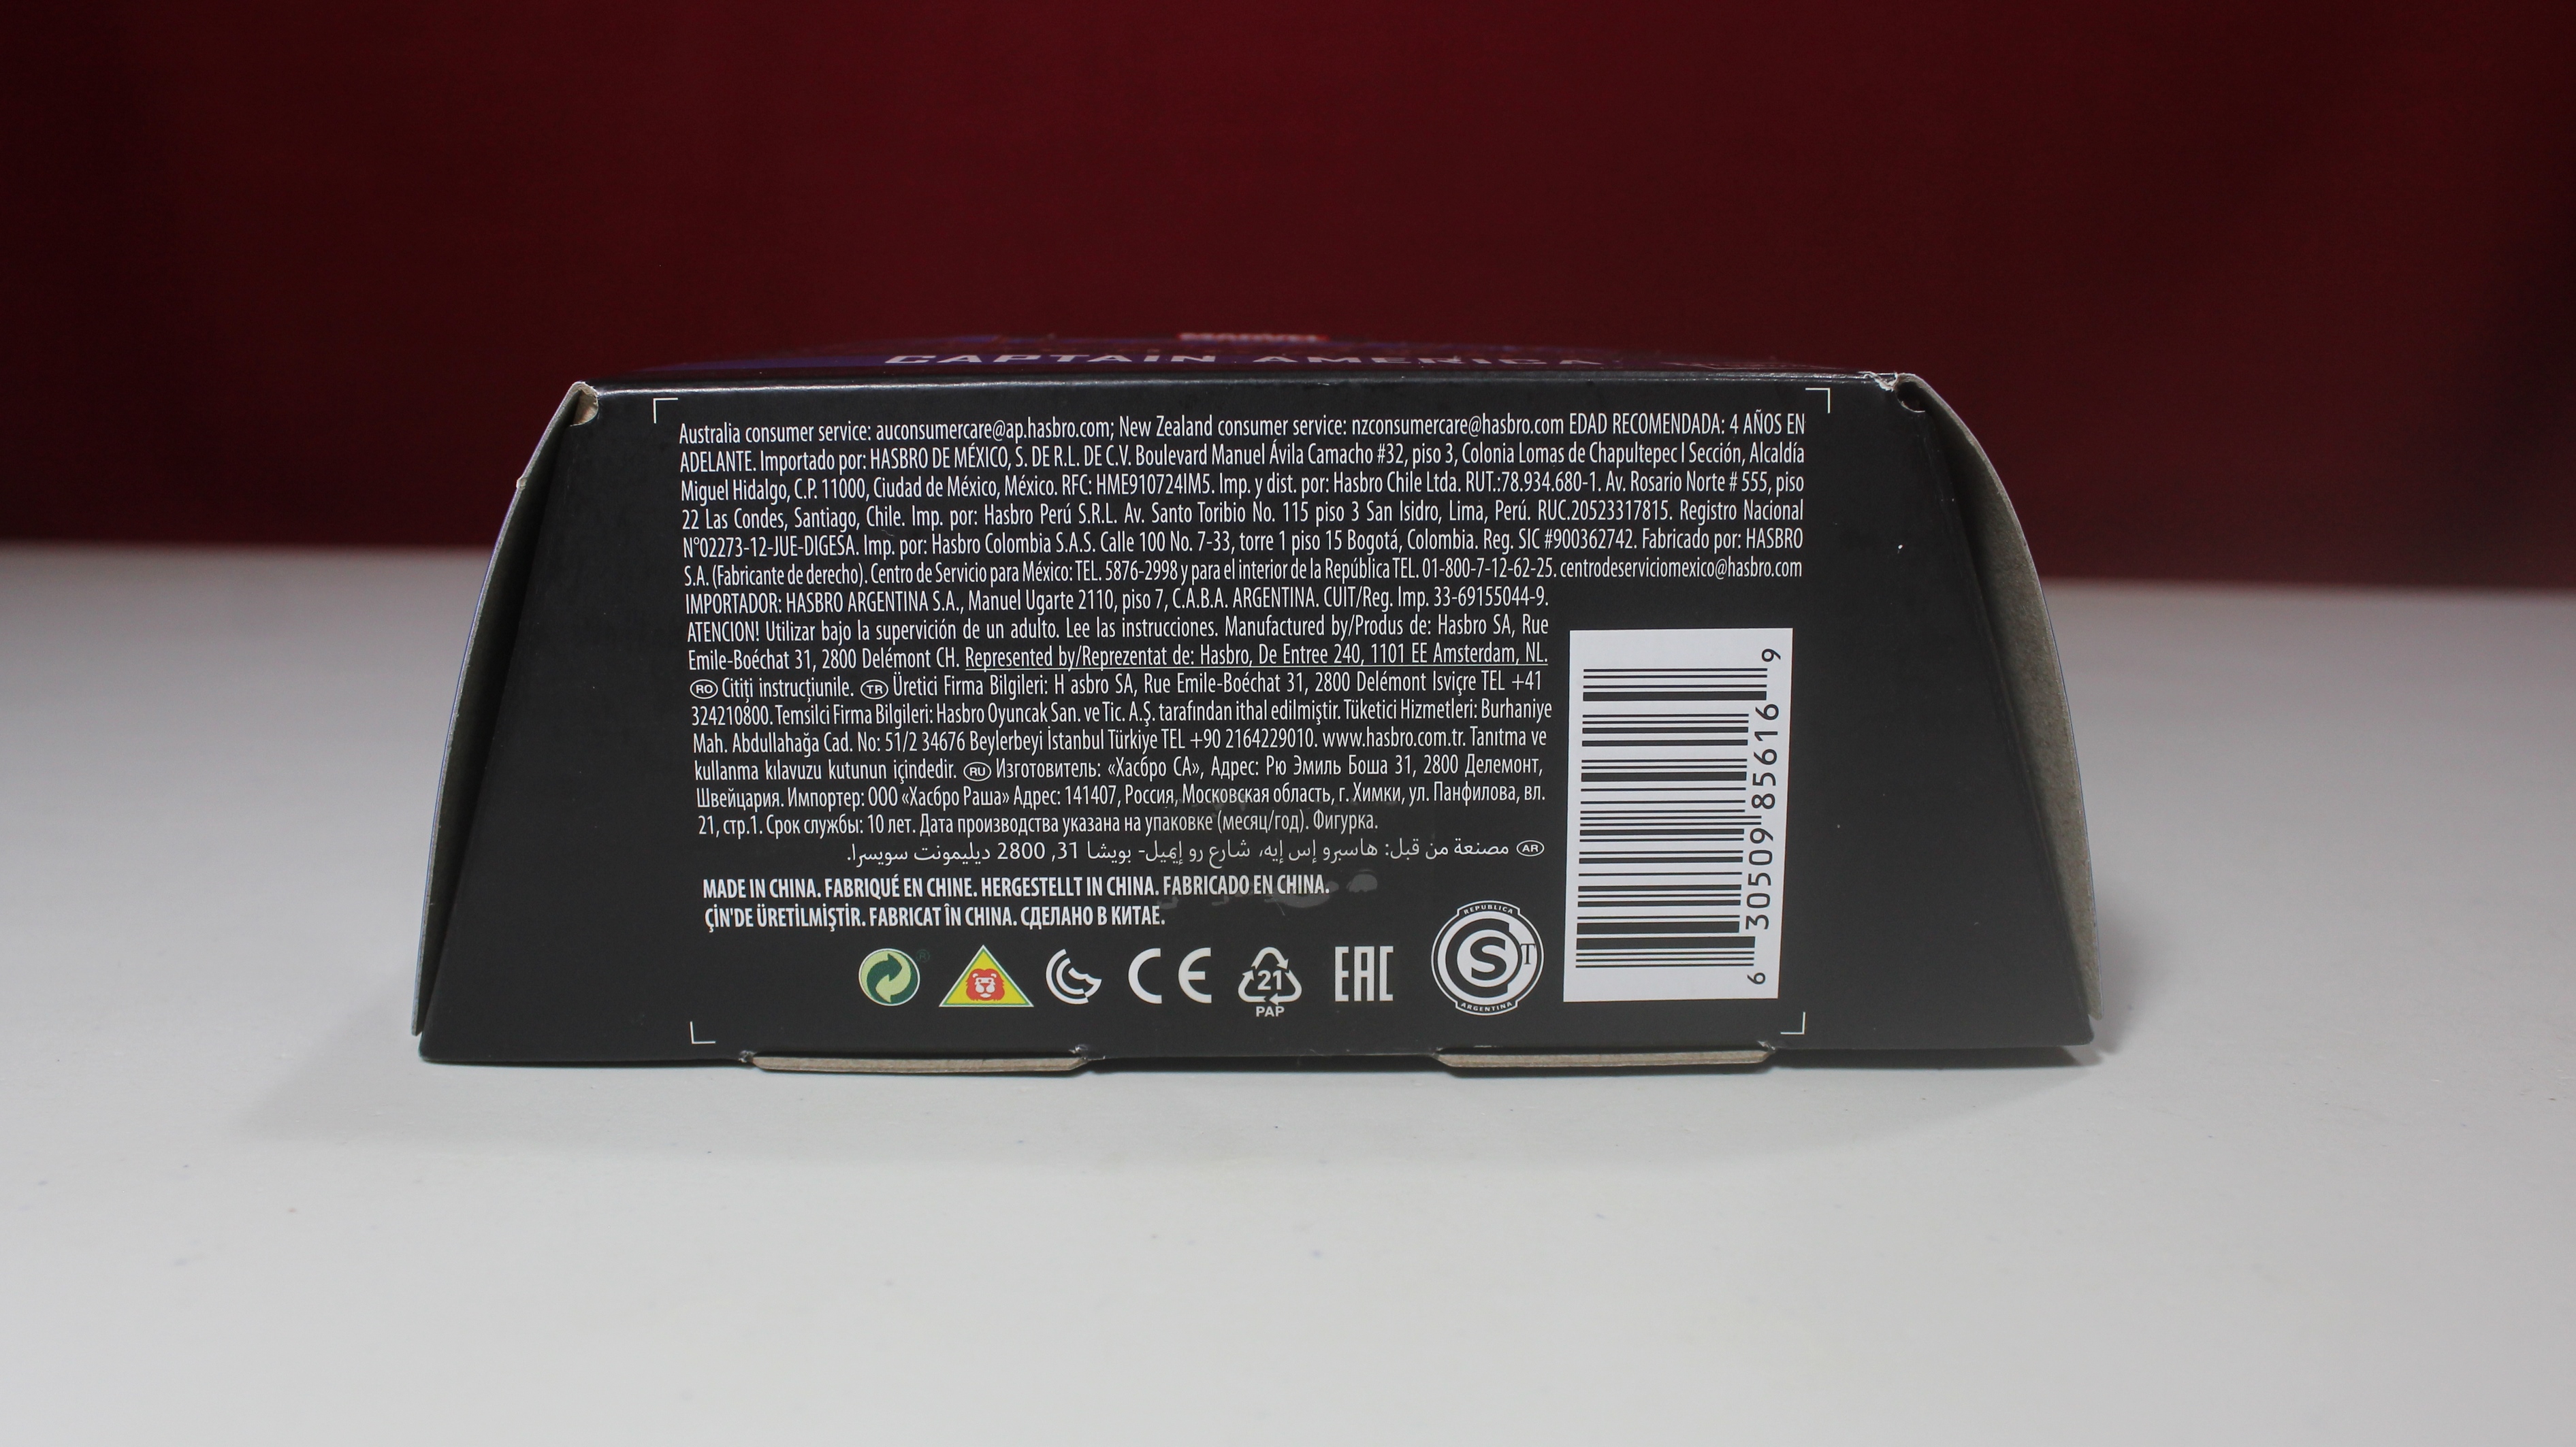 CAPTAIN AMERICA
Australia consumer service: auconsumercare@ap.hasbro.com; New Zealand consumer service: nzconsumercare@hasbro.com EDAD RECOMENDADA: 4 AÑOS EN
ADELANTE. Importado por: HASBRO DE MÉXICO, S. DE R.L. DE C.V. Boulevard Manuel Ávila Camacho #32, piso 3, Colonia Lomas de Chapultepec I Sección, Alcaldía
Miguel Hidalgo, C.P. 11000, Ciudad de México, México. RFC: HME910724IM5. Imp. y dist. por: Hasbro Chile Ltda. RUT.:78.934.680-1. Av. Rosario Norte # 555, piso
22 Las Condes, Santiago, Chile. Imp. por: Hasbro Perú S.R.L. Av. Santo Toribio No. 115 piso 3 San Isidro, Lima, Perú. RUC.20523317815. Registro Nacional
N°02273-12-JUE-DIGESA. Imp. por: Hasbro Colombia S.A.S. Calle 100 No. 7-33, torre 1 piso 15 Bogotá, Colombia. Reg. SIC #900362742. Fabricado por: HASBRO
S.A. (Fabricante de derecho). Centro de Servicio para México: TEL. 5876-2998 y para el interior de la República TEL. 01-800-7-12-62-25. centrodeserviciomexico@hasbro.com
IMPORTADOR: HASBRO ARGENTINA S.A., Manuel Ugarte 2110, piso 7, C.A.B.A. ARGENTINA. CUIT/Reg. Imp. 33-69155044-9.
ATENCION! Utilizar bajo la supervición de un adulto. Lee las instrucciones. Manufactured by/Produs de: Hasbro SA, Rue
Emile-Boéchat 31, 2800 Delémont CH. Represented by/Reprezentat de: Hasbro, De Entree 240, 1101 EE Amsterdam, NL.
RO Citiți instrucțiunile. TR Üretici Firma Bilgileri: H asbro SA, Rue Emile-Boéchat 31, 2800 Delémont Isviçre TEL +41
324210800. Temsilci Firma Bilgileri: Hasbro Oyuncak San. ve Tic. A.Ş. tarafından ithal edilmiştir. Tüketici Hizmetleri: Burhaniye
Mah. Abdullahağa Cad. No: 51/2 34676 Beylerbeyi İstanbul Türkiye TEL +90 2164229010. www.hasbro.com.tr. Tanıtma ve
kullanma kılavuzu kutunun içindedir. RU Изготовитель: «Хасбро СА», Адрес: Рю Эмиль Боша 31, 2800 Делемонт,
Швейцария. Импортер: ООО «Хасбро Раша» Адрес: 141407, Россия, Московская область, г. Химки, ул. Панфилова, вл.
21, стр.1. Срок службы: 10 лет. Дата производства указана на упаковке (месяц/год). Фигурка.
AR مصنعة من قبل: هاسبرو إس إيه، شارع رو إيميل- بويشا 31, 2800 ديليمونت سويسرا.
MADE IN CHINA. FABRIQUÉ EN CHINE. HERGESTELLT IN CHINA. FABRICADO EN CHINA.
ÇİN'DE ÜRETİLMİŞTİR. FABRICAT ÎN CHINA. СДЕЛАНО В КИТАЕ.
CE
21
PAP
EAC
REPUBLICA
S T
ARGENTINA
6 30509 85616 9